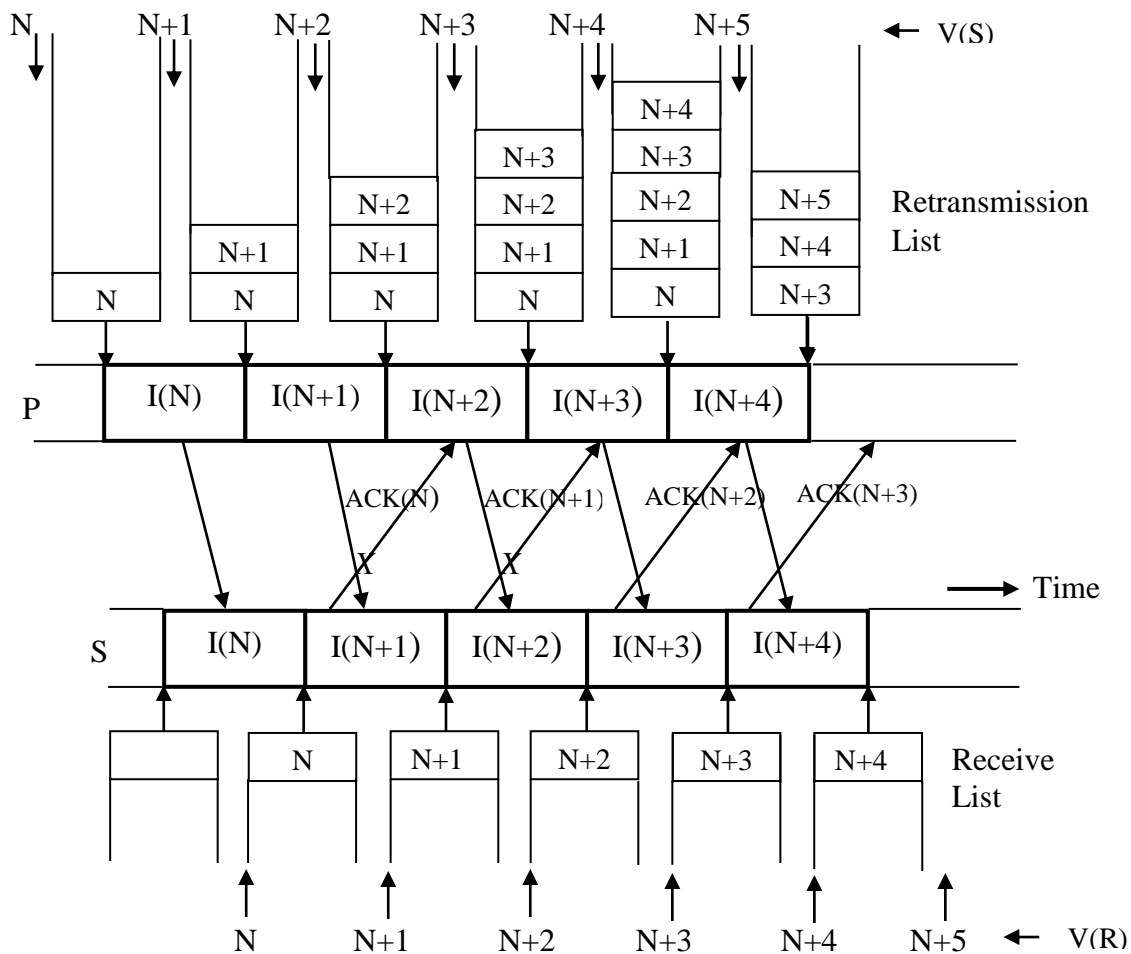 N N+1 N+2 N+3 N+4 N+5 V(S)
N+4
N+3 N+3
N+2 N+2 N+2 N+5
Retransmission
List
N+1 N+1 N+1 N+1 N+4
N N N N N N+3
P I(N) I(N+1) I(N+2) I(N+3) I(N+4)
ACK(N) ACK(N+1) ACK(N+2) ACK(N+3)
X X
Time
S I(N) I(N+1) I(N+2) I(N+3) I(N+4)
N N+1 N+2 N+3 N+4
Receive
List
N N+1 N+2 N+3 N+4 N+5 V(R)